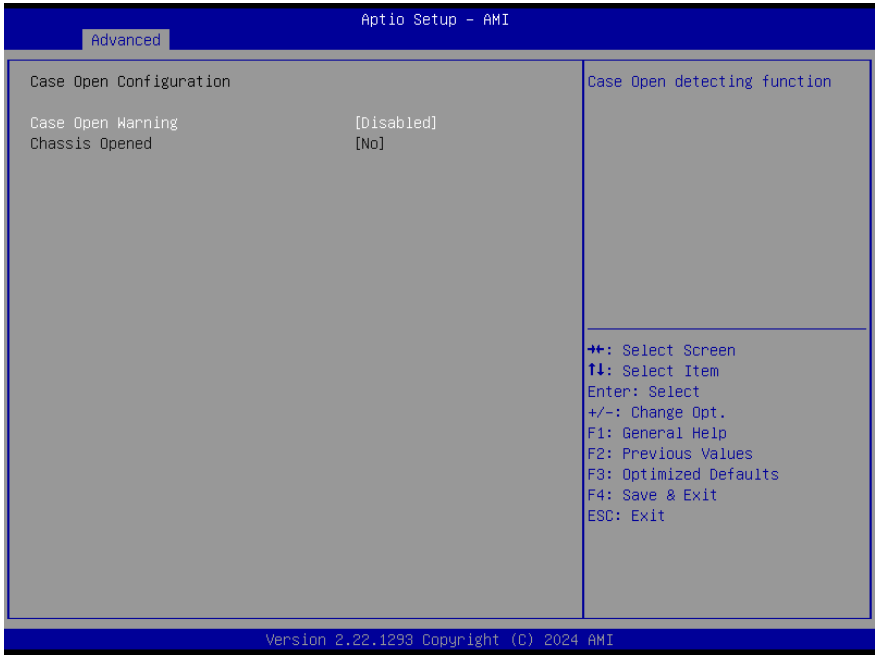 Aptio Setup – AMI
Advanced
Case Open Configuration
Case Open Warning [Disabled]
Chassis Opened [No]
Case Open detecting function
→←: Select Screen
↑↓: Select Item
Enter: Select
+/-: Change Opt.
F1: General Help
F2: Previous Values
F3: Optimized Defaults
F4: Save & Exit
ESC: Exit
Version 2.22.1293 Copyright (C) 2024 AMI